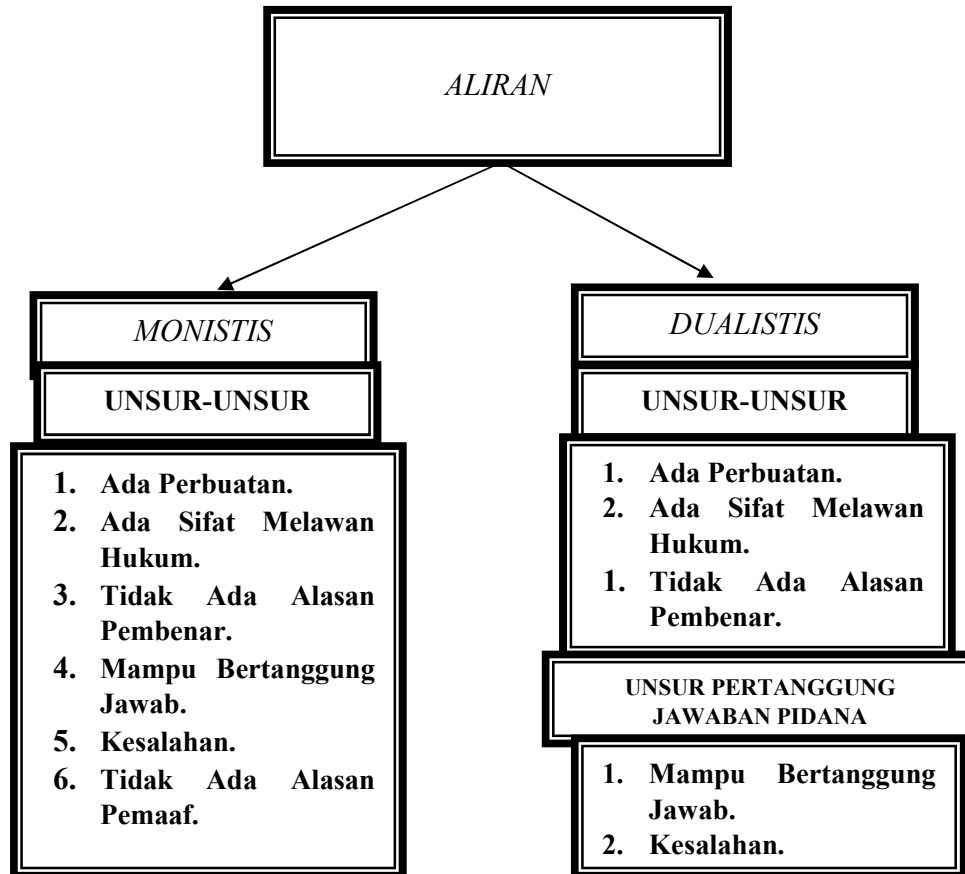 ALIRAN
MONISTIS
UNSUR-UNSUR
1. Ada Perbuatan.
2. Ada Sifat Melawan
Hukum.
3. Tidak Ada Alasan
Pembenar.
4. Mampu Bertanggung
Jawab.
5. Kesalahan.
6. Tidak Ada Alasan
Pemaaf.
DUALISTIS
UNSUR-UNSUR
1. Ada Perbuatan.
2. Ada Sifat Melawan
Hukum.
1. Tidak Ada Alasan
Pembenar.
UNSUR PERTANGGUNG
JAWABAN PIDANA
1. Mampu Bertanggung
Jawab.
2. Kesalahan.